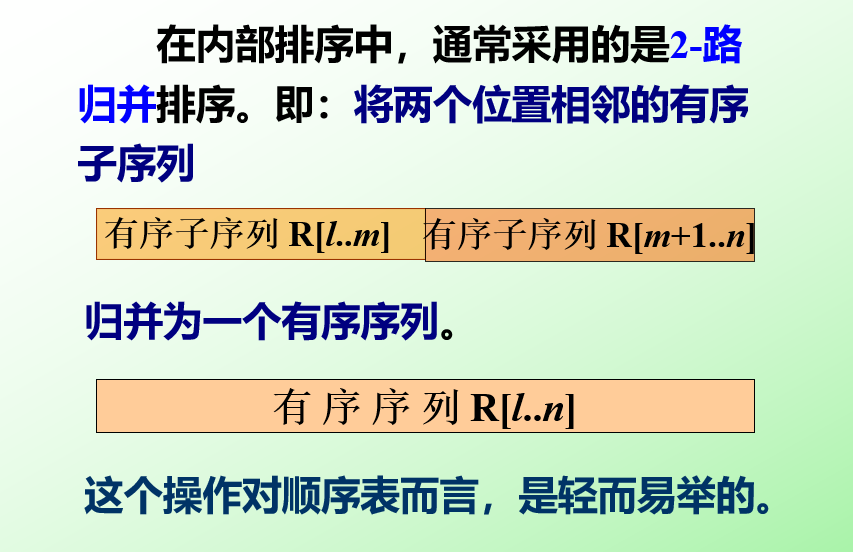 在内部排序中，通常采用的是2-路
归并排序。即：将两个位置相邻的有序
子序列
有序子序列 R[l..m] 有序子序列 R[m+1..n]
归并为一个有序序列。
有 序 序 列 R[l..n]
这个操作对顺序表而言，是轻而易举的。